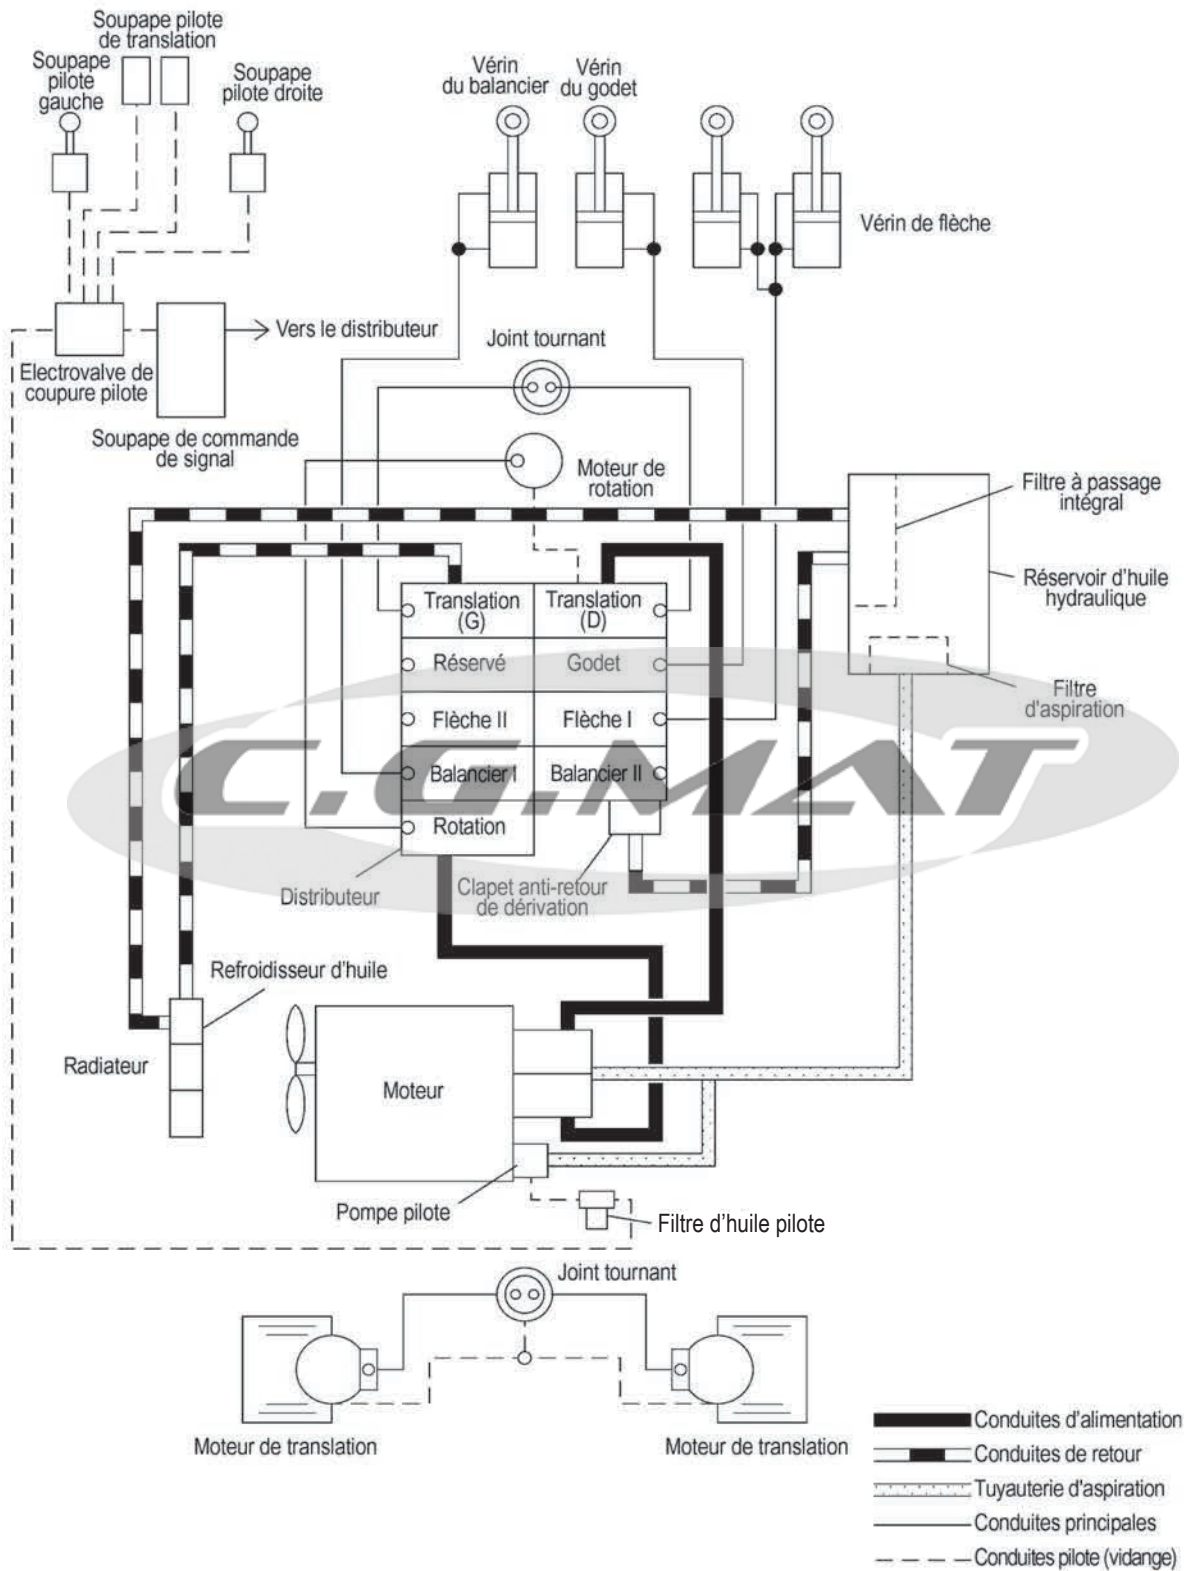 Soupape pilote
de translation
Soupape
pilote
gauche
Soupape
pilote droite
Vérin
du balancier
Vérin
du godet
Vérin de flèche
Vers le distributeur
Joint tournant
Electrovalve de
coupure pilote
Soupape de commande
de signal
Moteur de
rotation
Filtre à passage
intégral
Réservoir d'huile
hydraulique
Translation
(G)
Translation
(D)
Réservé
Godet
Filtre
d'aspiration
Flèche II
Flèche I
C.G.MAT
Balancier I
Balancier II
Rotation
Distributeur
Clapet anti-retour
de dérivation
Refroidisseur d'huile
Radiateur
Moteur
Pompe pilote
Filtre d'huile pilote
Joint tournant
Moteur de translation
Moteur de translation
Conduites d'alimentation
Conduites de retour
Tuyauterie d'aspiration
Conduites principales
Conduites pilote (vidange)